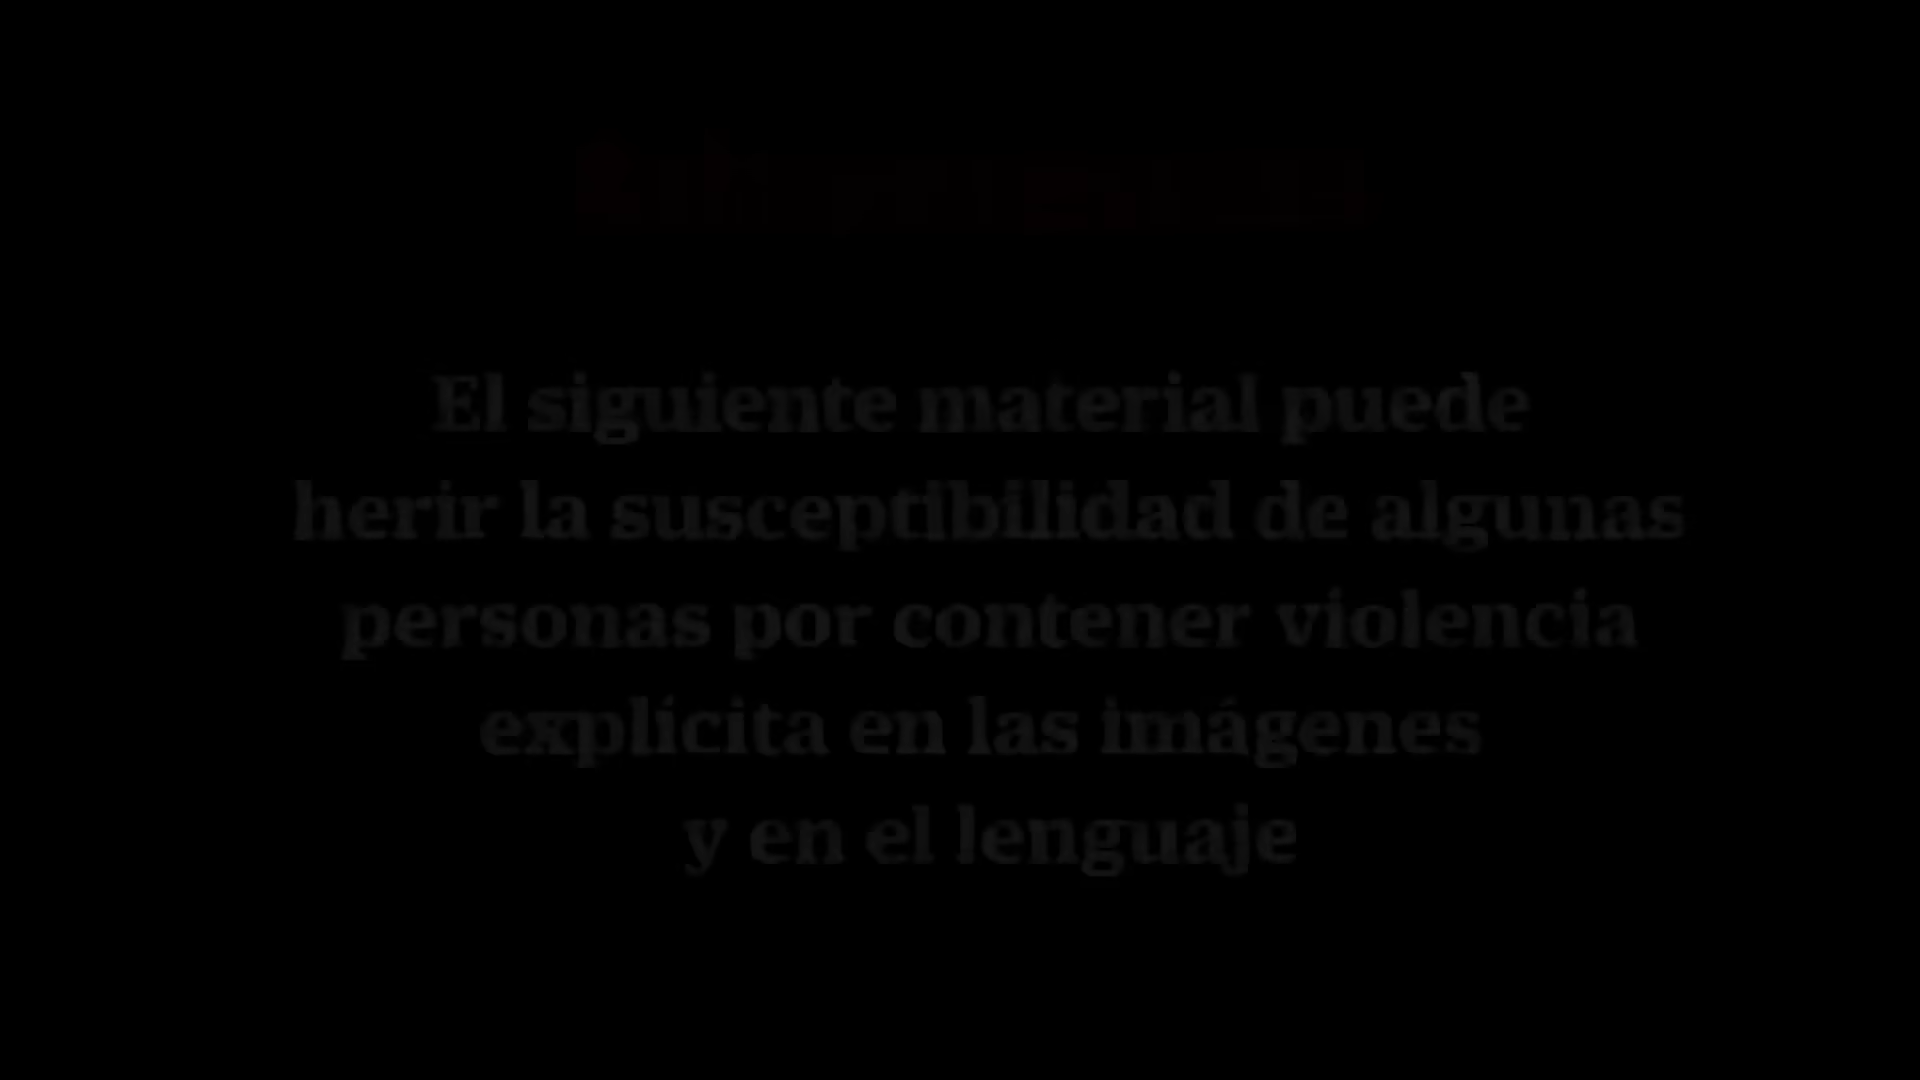 El siguiente material puede
herir la susceptibilidad de algunas
personas por contener violencia
explícita en las imágenes
y en el lenguaje